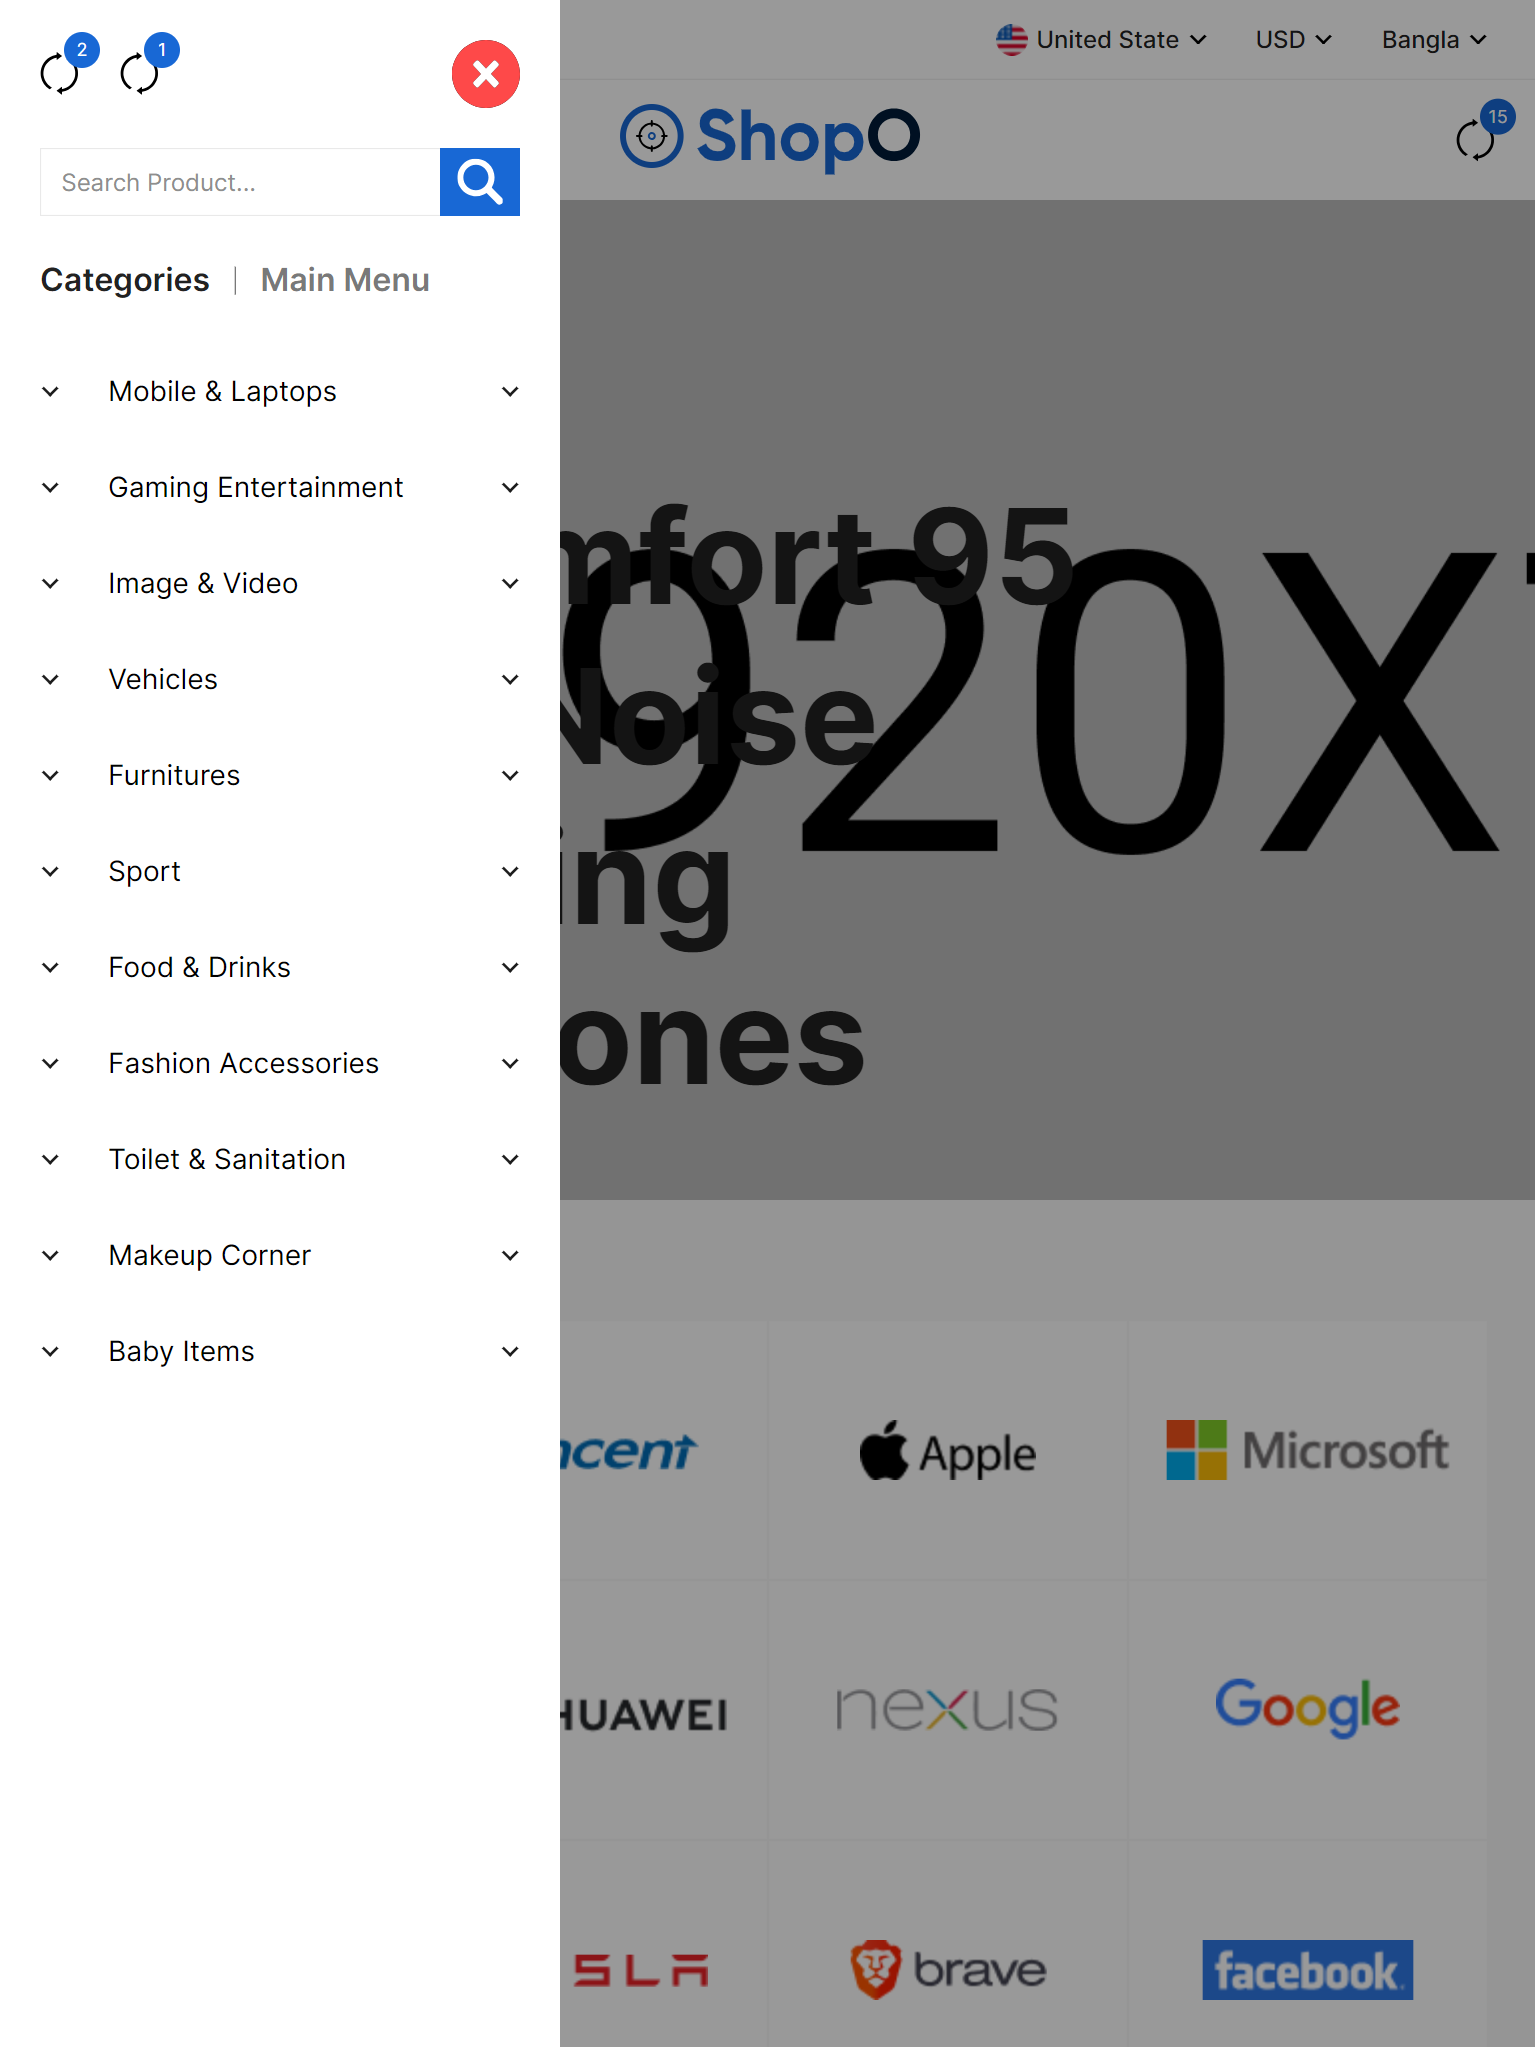 2
1
Search Product...
Categories | Main Menu
Mobile & Laptops
Gaming Entertainment
Image & Video
Vehicles
Furnitures
Sport
Food & Drinks
Fashion Accessories
Toilet & Sanitation
Makeup Corner
Baby Items
United State
USD
Bangla
ShopO
15
mfort 95
Noise
ing
ones
920X
ncent
Apple
Microsoft
HUAWEI
nexus
Google
SLA
brave
facebook